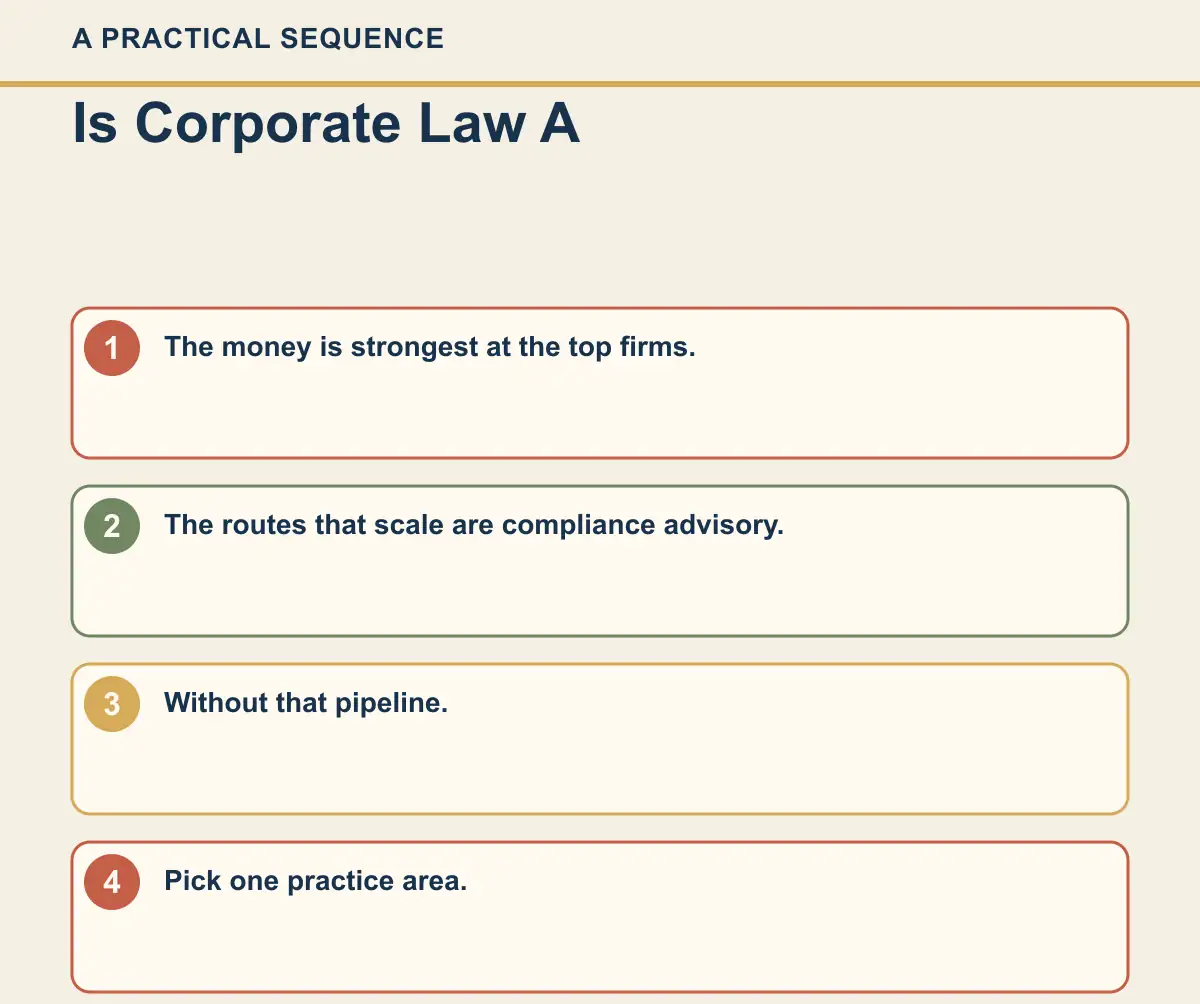 A PRACTICAL SEQUENCE
Is Corporate Law A
1
The money is strongest at the top firms.
2
The routes that scale are compliance advisory.
3
Without that pipeline.
4
Pick one practice area.